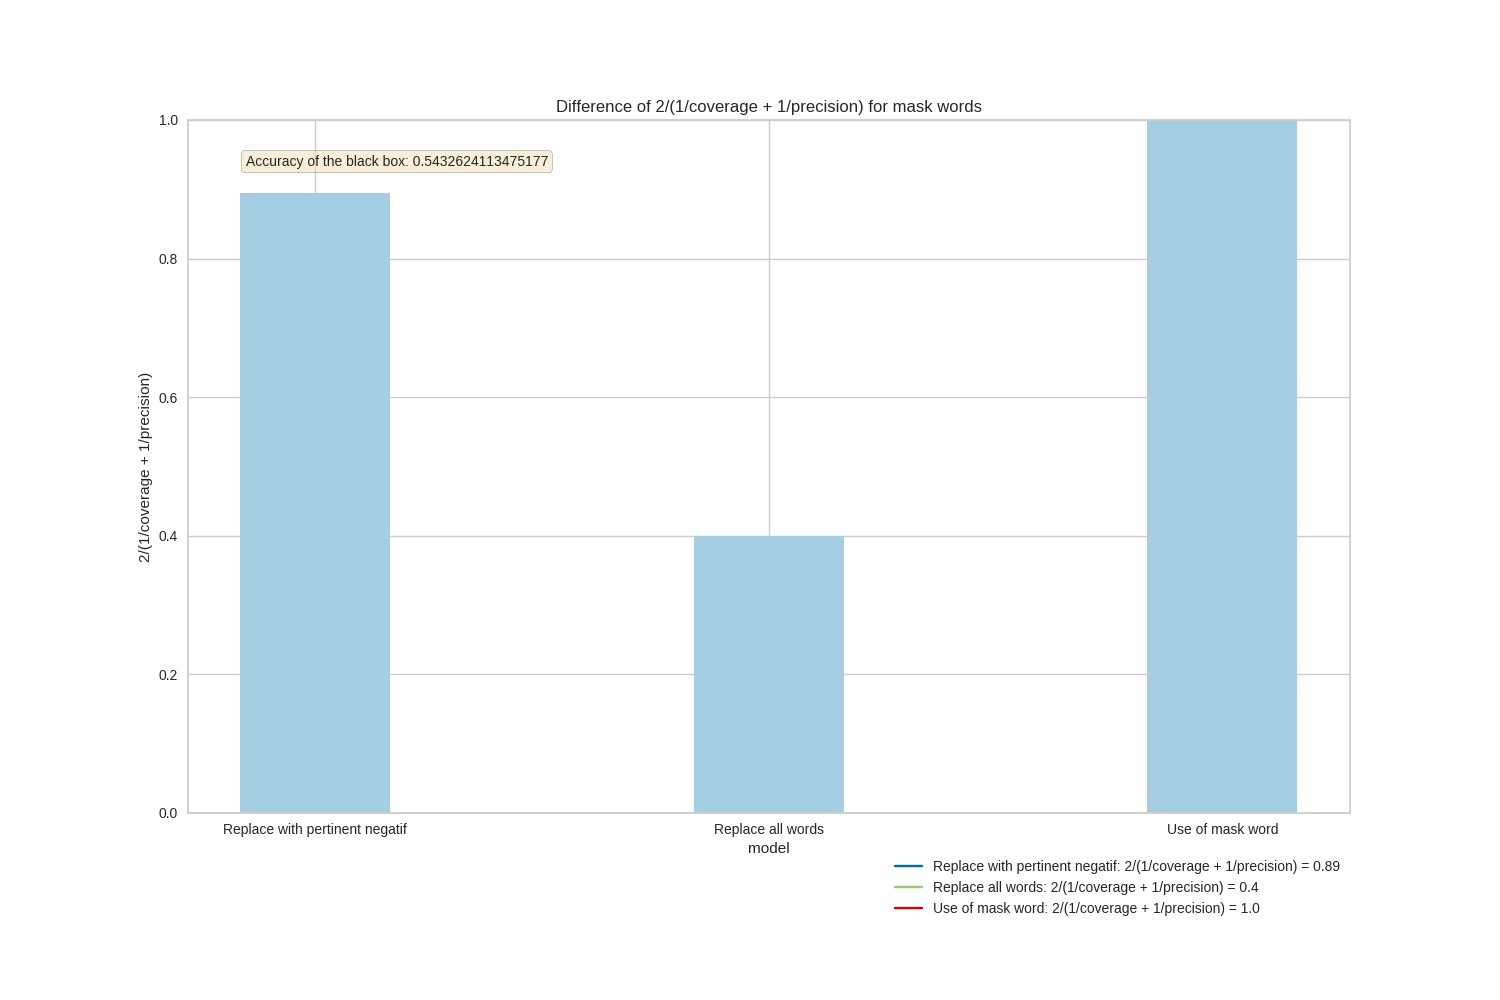 Difference of 2/(1/coverage + 1/precision) for mask words
1.0
Accuracy of the black box: 0.5432624113475177
0.8
0.6
2/(1/coverage + 1/precision)
0.4
0.2
0.0
Replace with pertinent negatif
Replace all words
Use of mask word
model
Replace with pertinent negatif: 2/(1/coverage + 1/precision) = 0.89
Replace all words: 2/(1/coverage + 1/precision) = 0.4
Use of mask word: 2/(1/coverage + 1/precision) = 1.0